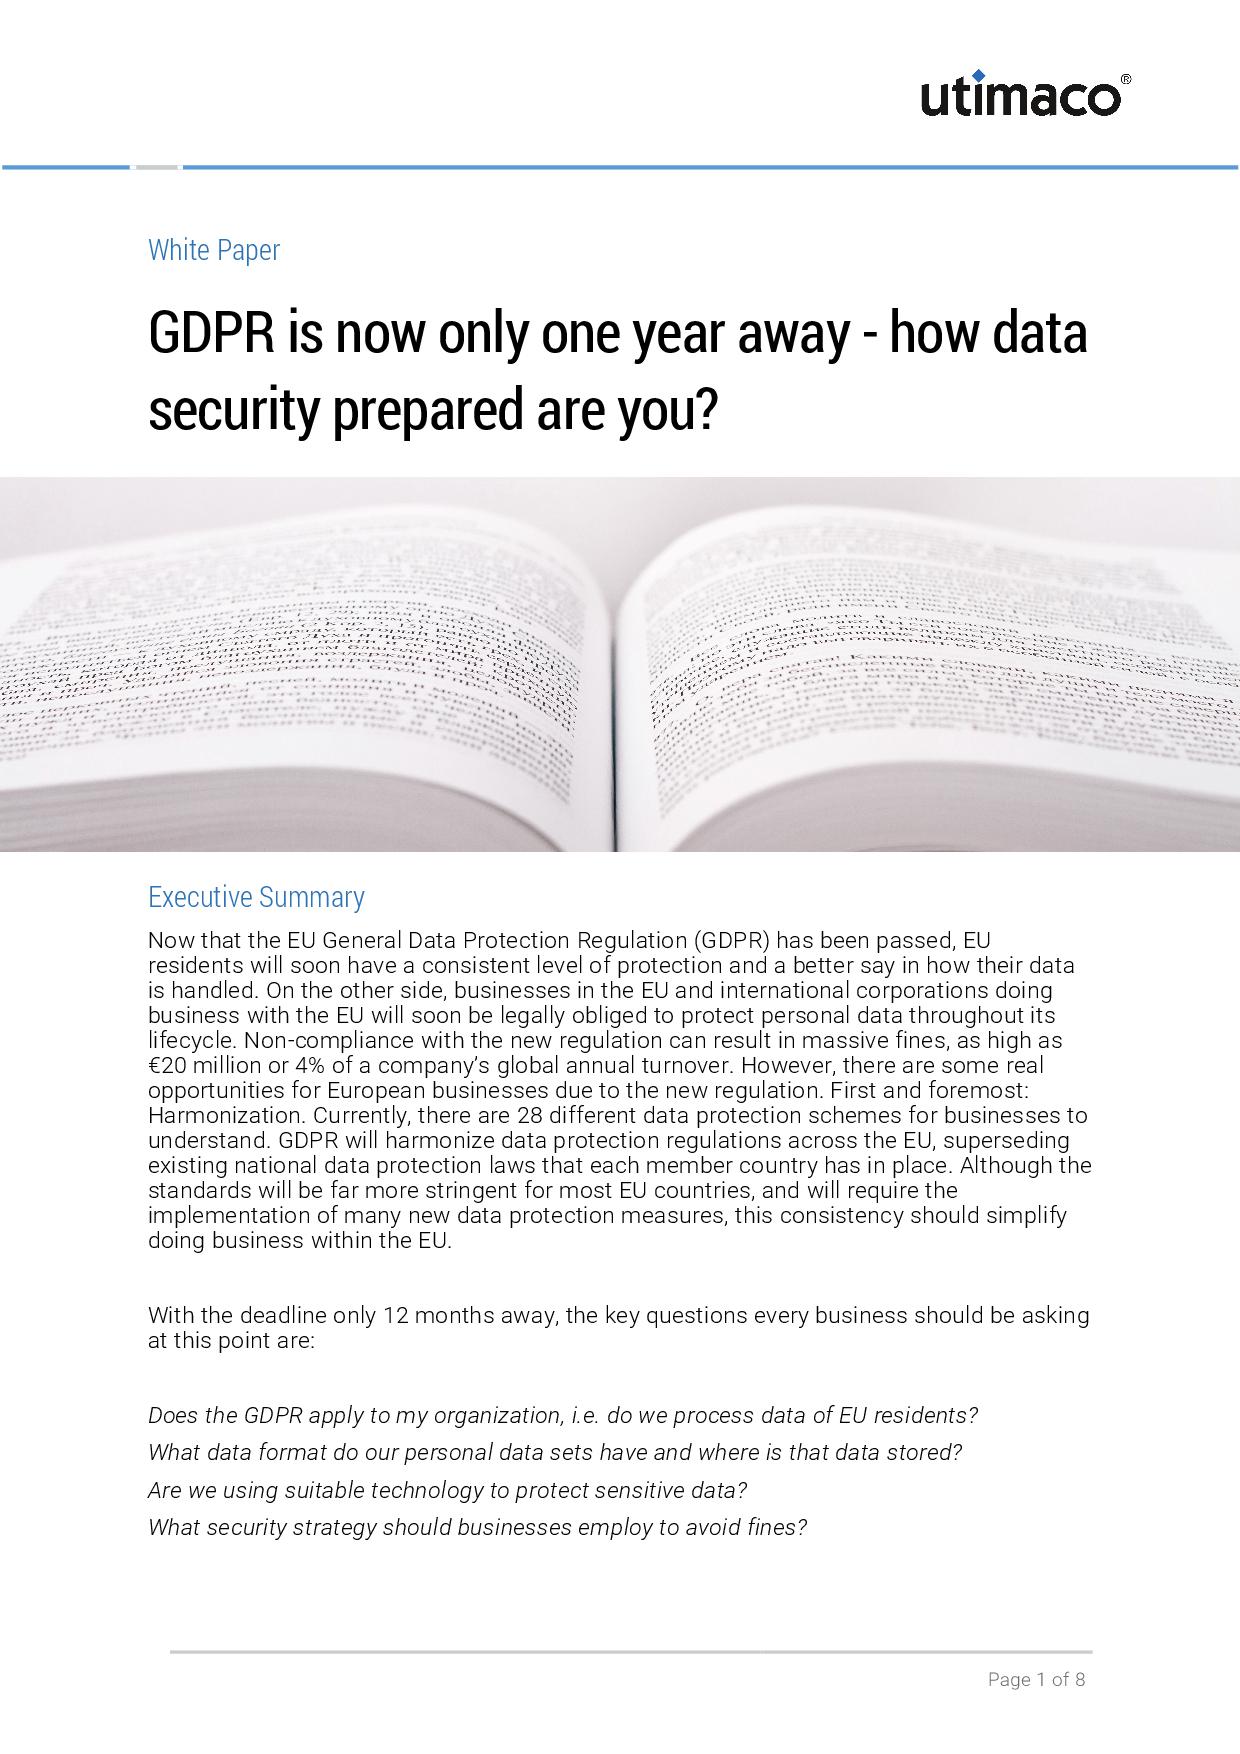 utimaco®
White Paper
GDPR is now only one year away - how data
security prepared are you?
Executive Summary
Now that the EU General Data Protection Regulation (GDPR) has been passed, EU
residents will soon have a consistent level of protection and a better say in how their data
is handled. On the other side, businesses in the EU and international corporations doing
business with the EU will soon be legally obliged to protect personal data throughout its
lifecycle. Non-compliance with the new regulation can result in massive fines, as high as
€20 million or 4% of a company’s global annual turnover. However, there are some real
opportunities for European businesses due to the new regulation. First and foremost:
Harmonization. Currently, there are 28 different data protection schemes for businesses to
understand. GDPR will harmonize data protection regulations across the EU, superseding
existing national data protection laws that each member country has in place. Although the
standards will be far more stringent for most EU countries, and will require the
implementation of many new data protection measures, this consistency should simplify
doing business within the EU.
With the deadline only 12 months away, the key questions every business should be asking
at this point are:
Does the GDPR apply to my organization, i.e. do we process data of EU residents?
What data format do our personal data sets have and where is that data stored?
Are we using suitable technology to protect sensitive data?
What security strategy should businesses employ to avoid fines?
Page 1 of 8